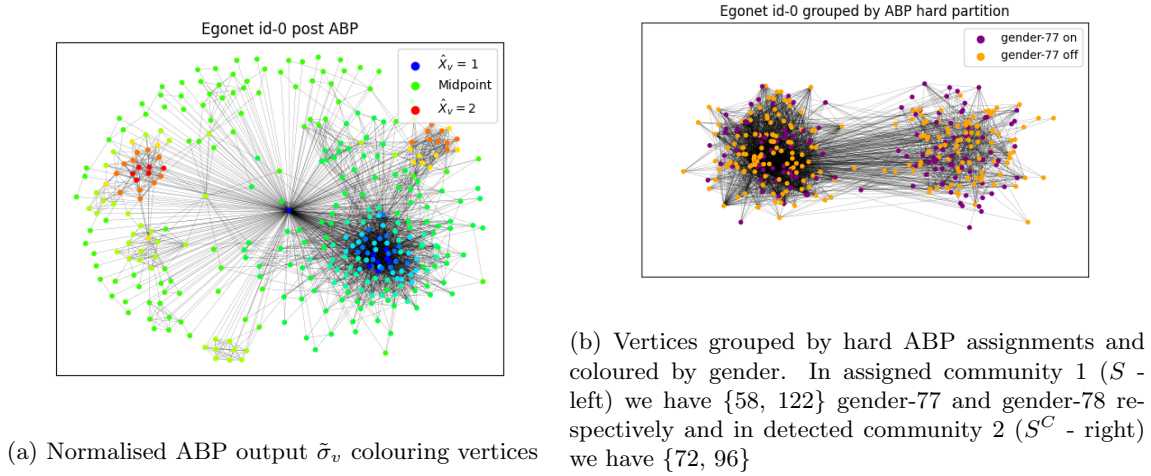 Egonet id-0 post ABP
X̂ᵥ = 1
Midpoint
X̂ᵥ = 2
(a) Normalised ABP output σ̃ᵥ colouring vertices
Egonet id-0 grouped by ABP hard partition
gender-77 on
gender-77 off
(b) Vertices grouped by hard ABP assignments and
coloured by gender. In assigned community 1 (S -
left) we have {58, 122} gender-77 and gender-78 re-
spectively and in detected community 2 (Sᶜ - right)
we have {72, 96}